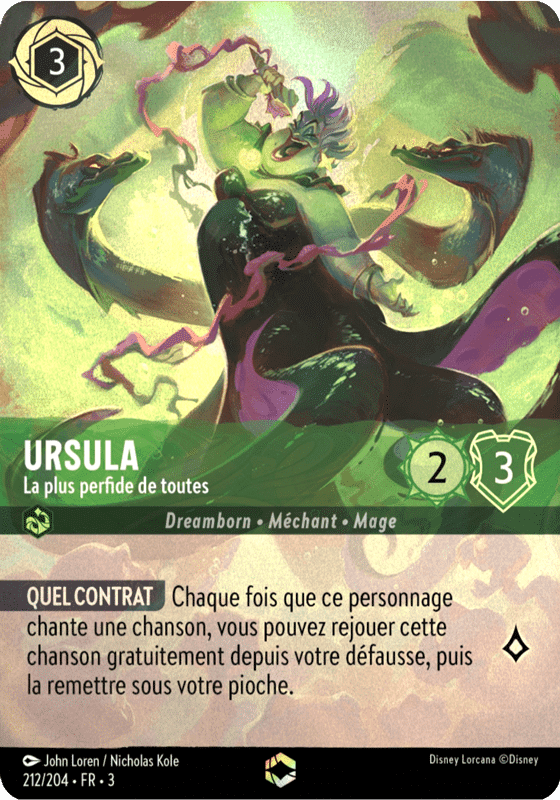 3
URSULA
La plus perfide de toutes
2
3
Dreamborn • Méchant • Mage
QUEL CONTRAT Chaque fois que ce personnage
chante une chanson, vous pouvez rejouer cette
chanson gratuitement depuis votre défausse, puis
la remettre sous votre pioche.
John Loren / Nicholas Kole
Disney Lorcana ©Disney
212/204 • FR • 3